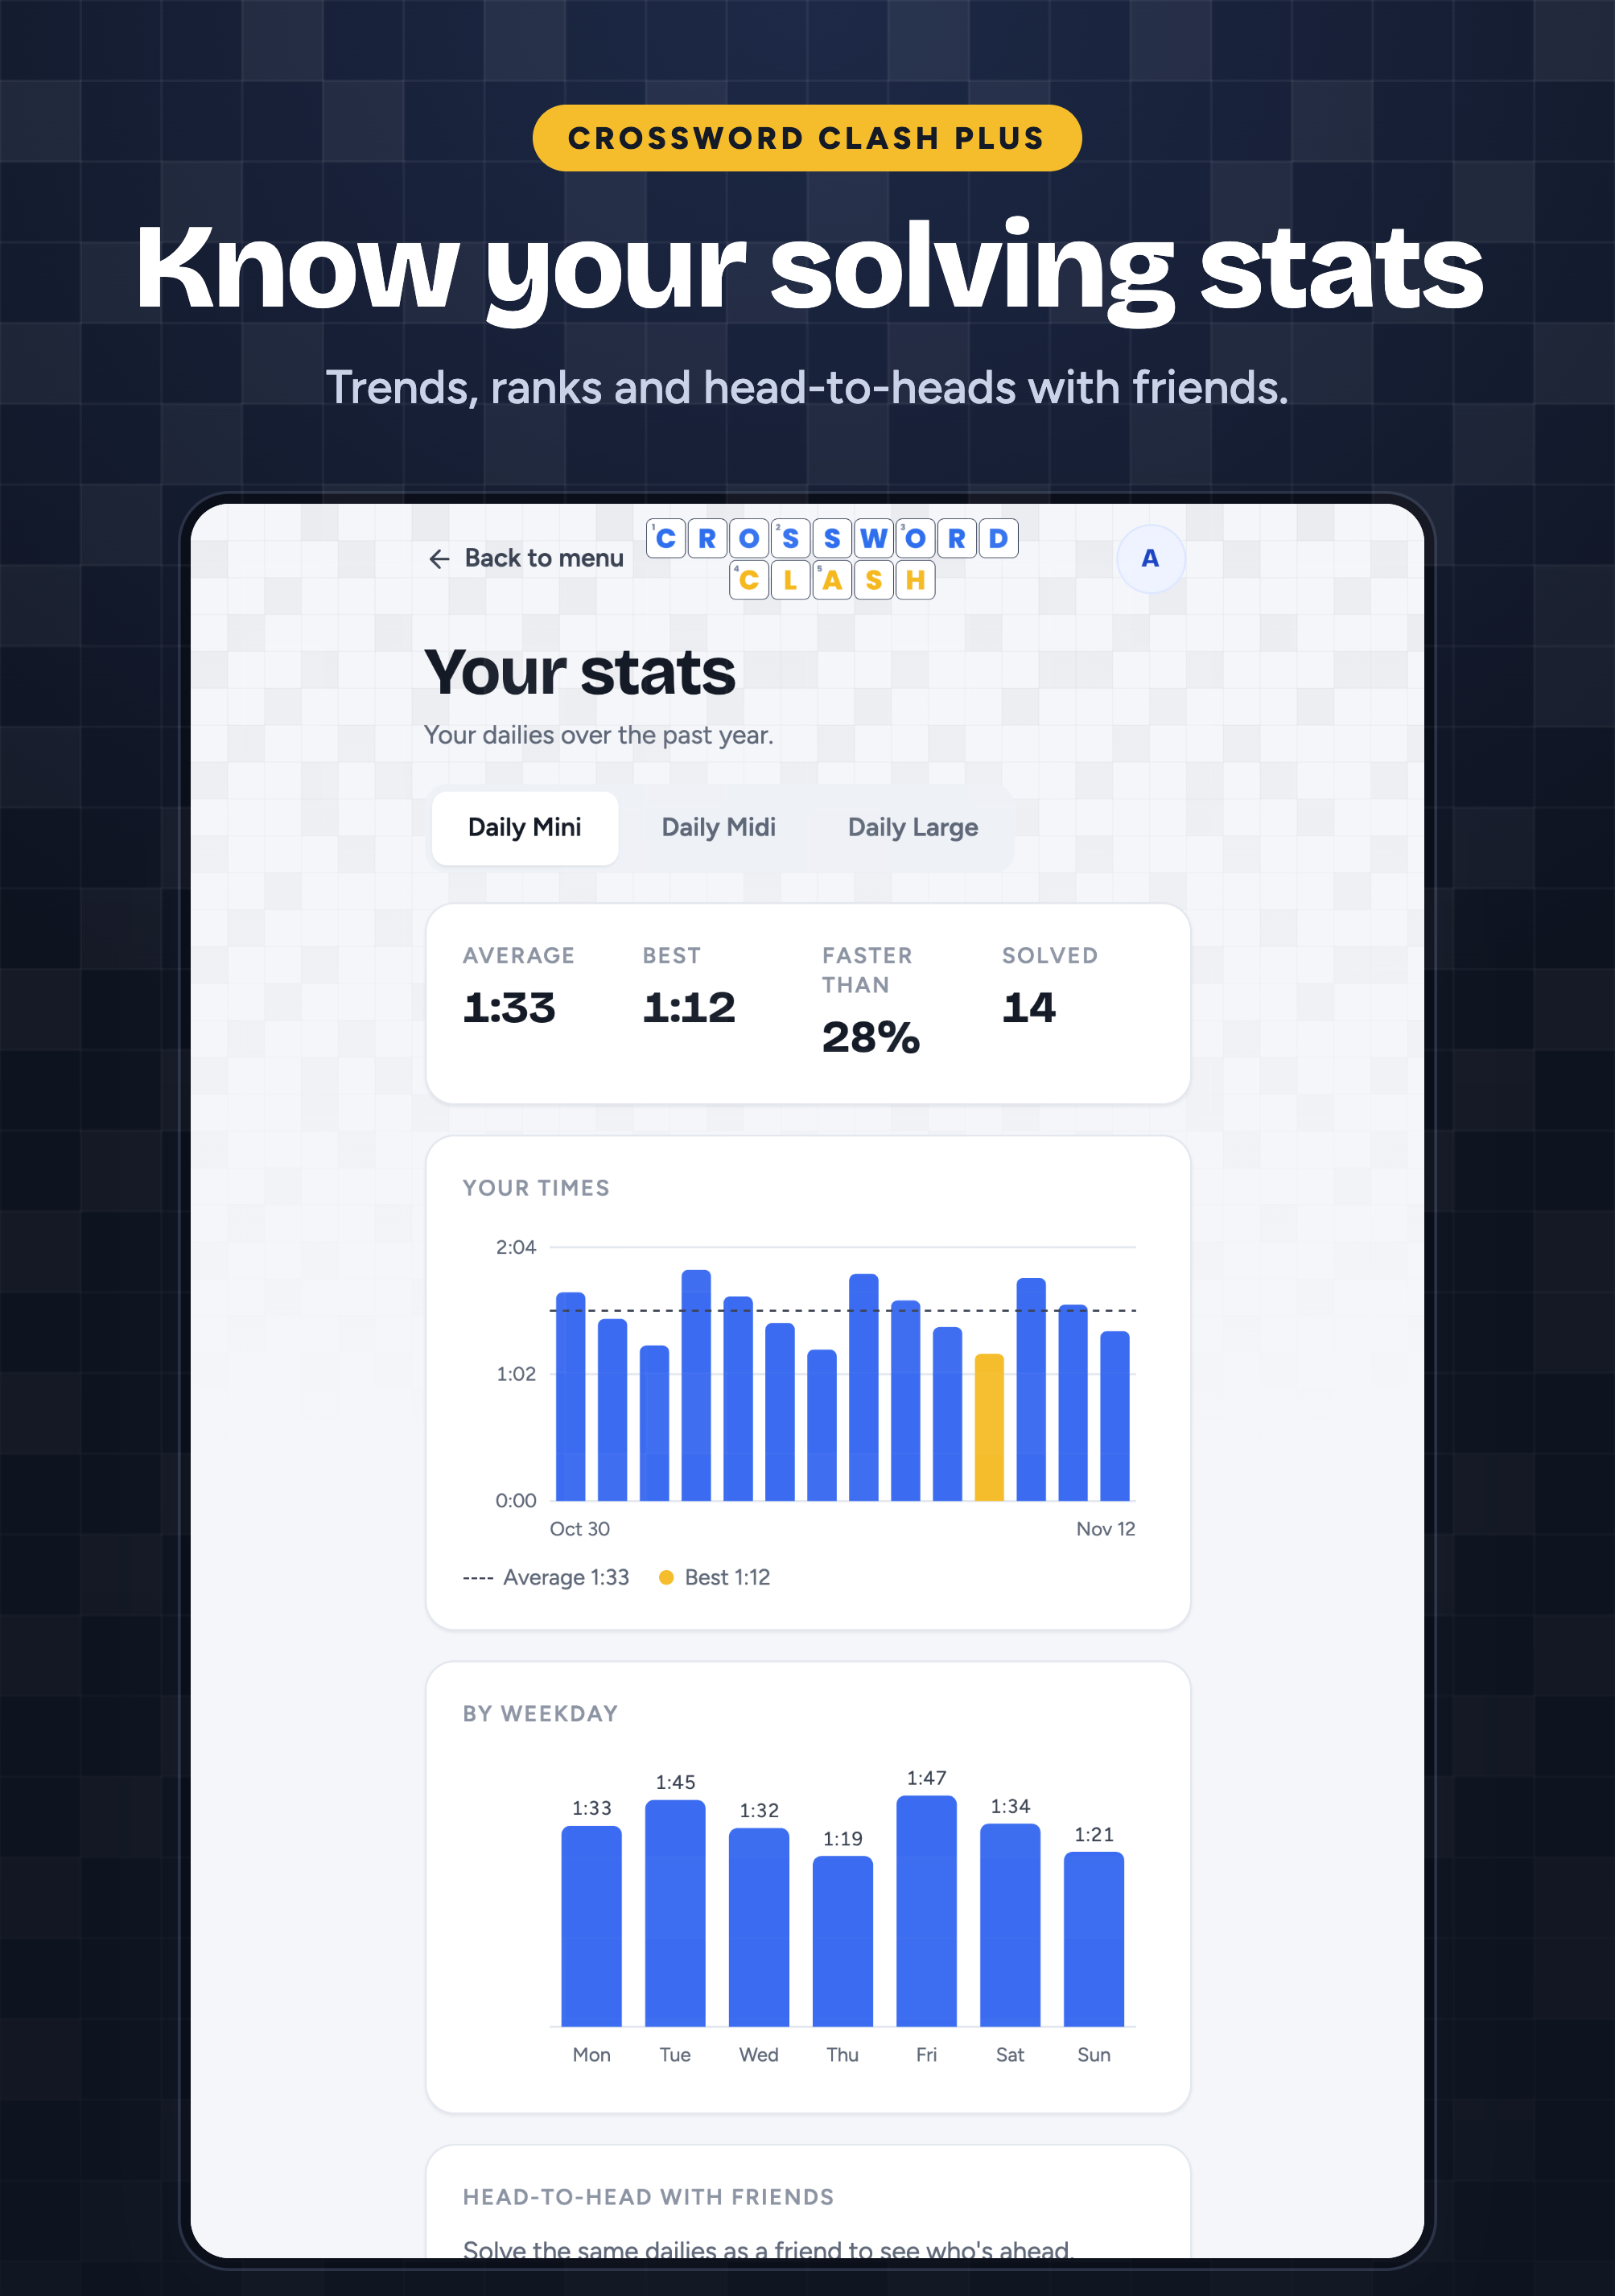 CROSSWORD CLASH PLUS
Know your solving stats
Trends, ranks and head-to-heads with friends.
← Back to menu
1 C R O 2 S S W 3 O R D
4 C L 5 A S H
A
Your stats
Your dailies over the past year.
Daily Mini Daily Midi Daily Large
AVERAGE BEST FASTER THAN SOLVED
1:33 1:12 28% 14
YOUR TIMES
2:04
1:02
0:00
Oct 30 Nov 12
Average 1:33 Best 1:12
BY WEEKDAY
1:33 1:45 1:32 1:19 1:47 1:34 1:21
Mon Tue Wed Thu Fri Sat Sun
HEAD-TO-HEAD WITH FRIENDS
Solve the same dailies as a friend to see who's ahead.